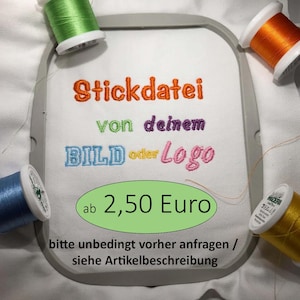 Stickdatei
von deinem
BILD oder Logo
ab 2,50 Euro
bitte unbedingt vorher anfragen /
siehe Artikelbeschreibung